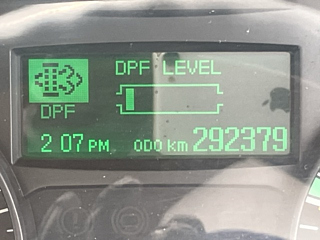 DPF LEVEL
DPF
2 07 PM ODO km 292379